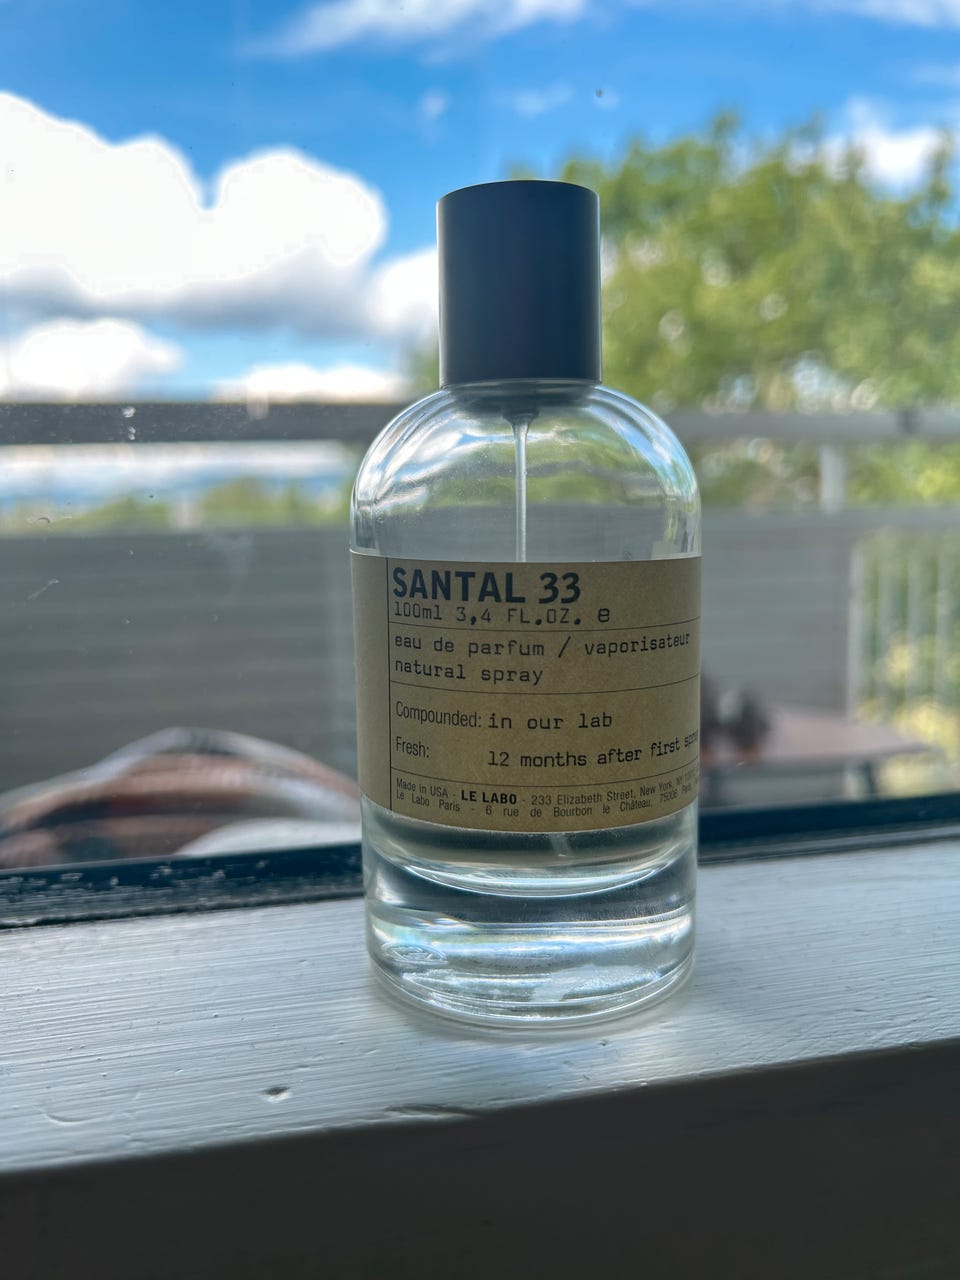 SANTAL 33
100ml 3,4 FL.OZ. e
eau de parfum / vaporisateur
natural spray
Compounded: in our lab
Fresh: 12 months after first
Made in USA - LE LABO - 233 Elizabeth Street, New York, NY
Le Labo Paris - 6 rue de Bourbon le Château, 75006